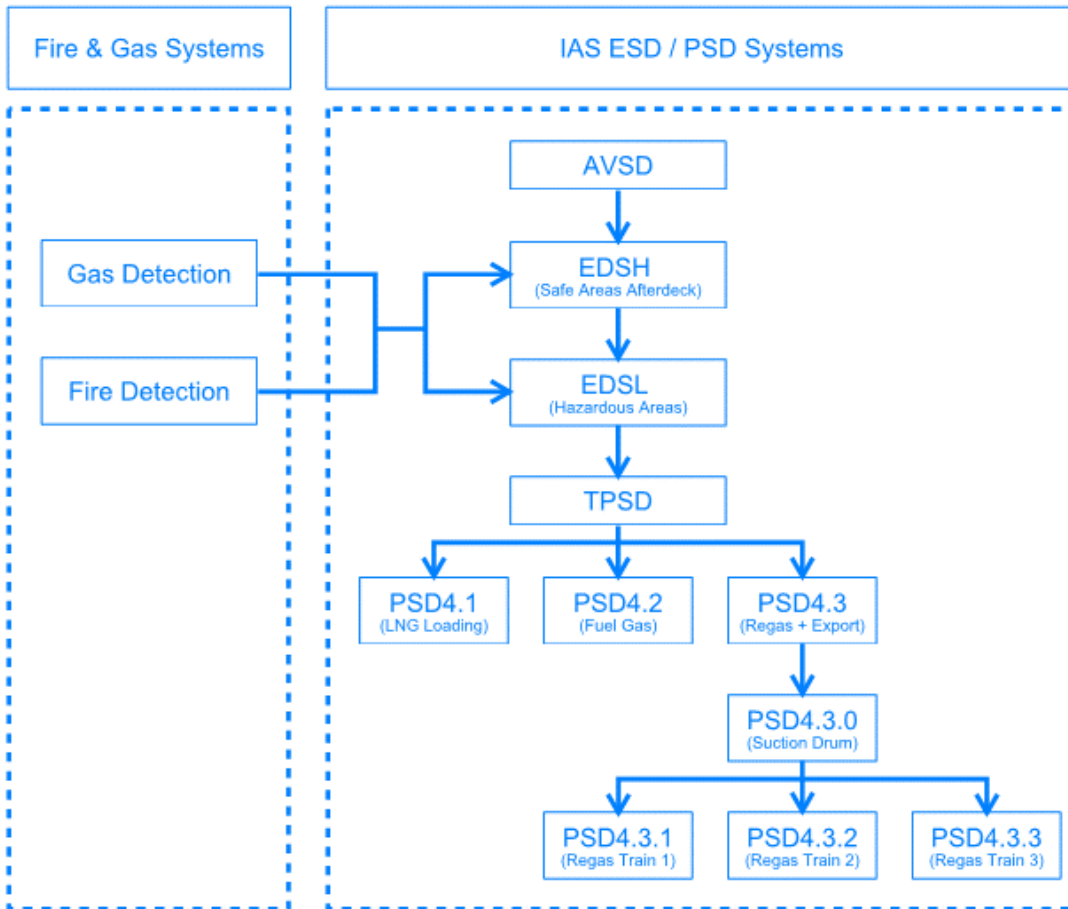 Fire & Gas Systems
IAS ESD / PSD Systems
AVSD
Gas Detection
EDSH
(Safe Areas Afterdeck)
Fire Detection
EDSL
(Hazardous Areas)
TPSD
PSD4.1
(LNG Loading)
PSD4.2
(Fuel Gas)
PSD4.3
(Regas + Export)
PSD4.3.0
(Suction Drum)
PSD4.3.1
(Regas Train 1)
PSD4.3.2
(Regas Train 2)
PSD4.3.3
(Regas Train 3)